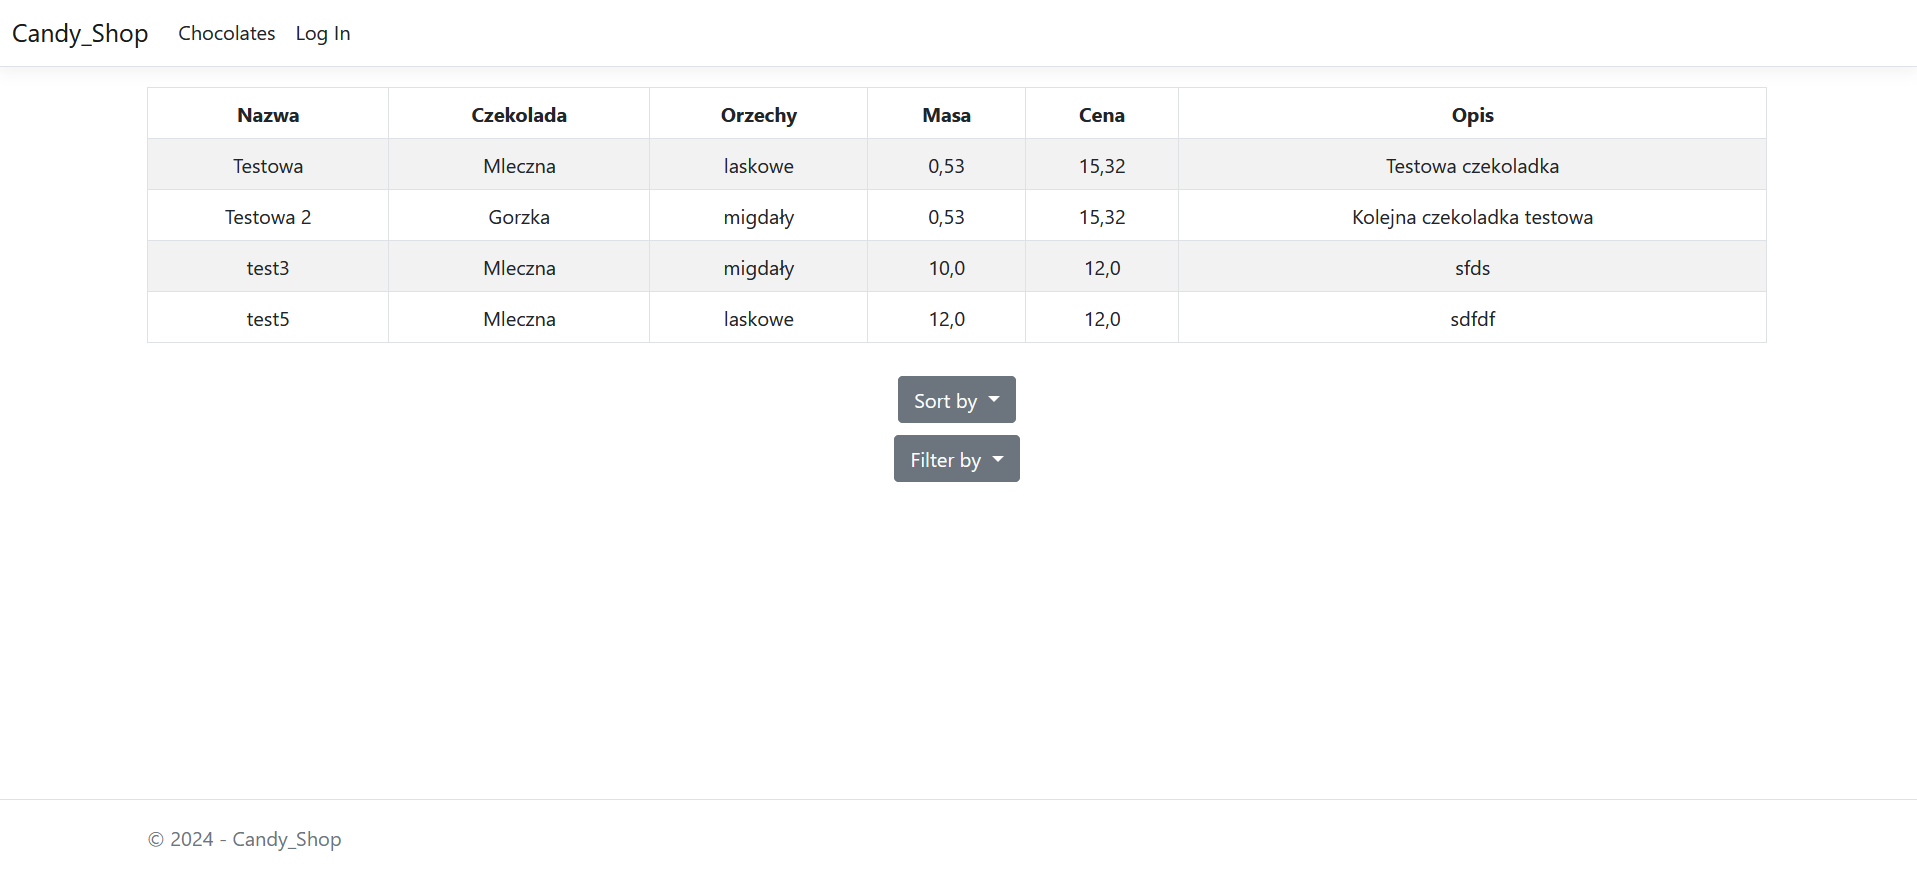 Candy_Shop Chocolates Log In
Nazwa Czekolada Orzechy Masa Cena Opis
Testowa Mleczna laskowe 0,53 15,32 Testowa czekoladka
Testowa 2 Gorzka migdały 0,53 15,32 Kolejna czekoladka testowa
test3 Mleczna migdały 10,0 12,0 sfds
test5 Mleczna laskowe 12,0 12,0 sdfdf
Sort by
Filter by
© 2024 - Candy_Shop